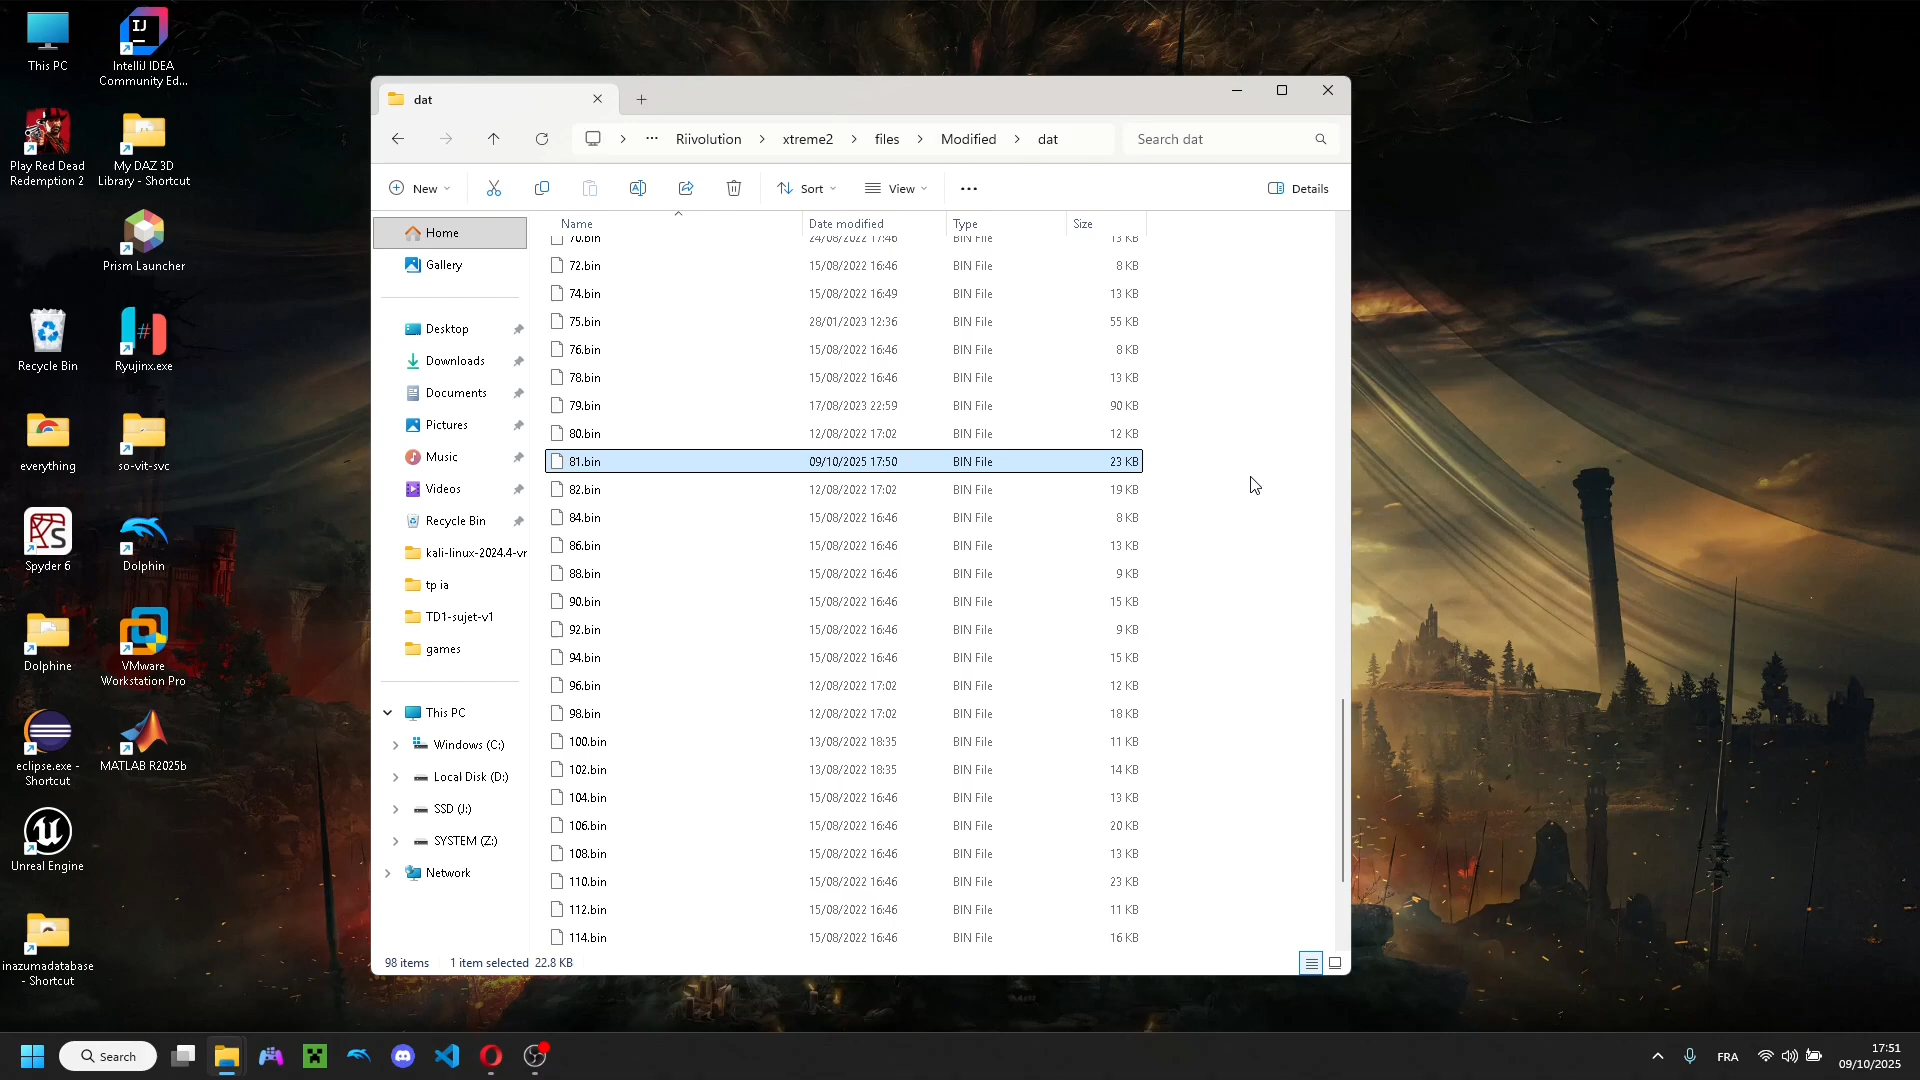 This PC
IntelliJ IDEA
Community Ed...
Play Red Dead
Redemption 2
My DAZ 3D
Library - Shortcut
Prism Launcher
Recycle Bin
Ryujinx.exe
everything
so-vit-svc
Spyder 6
Dolphin
Dolphine
VMware
Workstation Pro
eclipse.exe -
Shortcut
MATLAB R2025b
Unreal Engine
inazumadatabase
- Shortcut
dat
Riivolution > xtreme2 > files > Modified > dat
Search dat
New
Sort
View
Details
Home
Gallery
Desktop
Downloads
Documents
Pictures
Music
Videos
Recycle Bin
kali-linux-2024.4-vr
tp ia
TD1-sujet-v1
games
This PC
Windows (C:)
Local Disk (D:)
SSD (J:)
SYSTEM (Z:)
Network
Name Date modified Type Size
70.bin 24/08/2022 17:46 BIN File 13 KB
72.bin 15/08/2022 16:46 BIN File 8 KB
74.bin 15/08/2022 16:49 BIN File 13 KB
75.bin 28/01/2023 12:36 BIN File 55 KB
76.bin 15/08/2022 16:46 BIN File 8 KB
78.bin 15/08/2022 16:46 BIN File 13 KB
79.bin 17/08/2023 22:59 BIN File 90 KB
80.bin 12/08/2022 17:02 BIN File 12 KB
81.bin 09/10/2025 17:50 BIN File 23 KB
82.bin 12/08/2022 17:02 BIN File 19 KB
84.bin 15/08/2022 16:46 BIN File 8 KB
86.bin 15/08/2022 16:46 BIN File 13 KB
88.bin 15/08/2022 16:46 BIN File 9 KB
90.bin 15/08/2022 16:46 BIN File 15 KB
92.bin 15/08/2022 16:46 BIN File 9 KB
94.bin 15/08/2022 16:46 BIN File 15 KB
96.bin 12/08/2022 17:02 BIN File 12 KB
98.bin 12/08/2022 17:02 BIN File 18 KB
100.bin 13/08/2022 18:35 BIN File 11 KB
102.bin 13/08/2022 18:35 BIN File 14 KB
104.bin 15/08/2022 16:46 BIN File 13 KB
106.bin 15/08/2022 16:46 BIN File 20 KB
108.bin 15/08/2022 16:46 BIN File 13 KB
110.bin 15/08/2022 16:46 BIN File 23 KB
112.bin 15/08/2022 16:46 BIN File 11 KB
114.bin 15/08/2022 16:46 BIN File 16 KB
98 items 1 item selected 22.8 KB
Search
FRA
17:51
09/10/2025